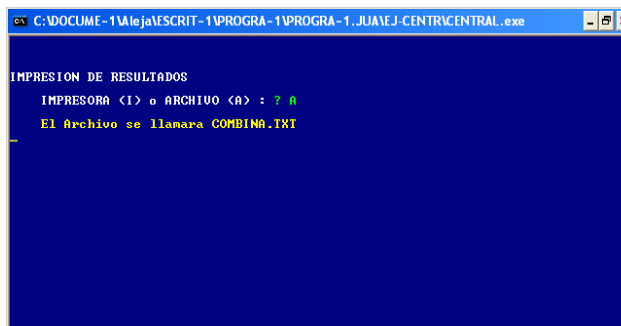 C:\DOCUME~1\Aleja\ESCRIT~1\PROGRA~1\PROGRA~1.JUA\EJ-CENTR\CENTRAL.exe
IMPRESION DE RESULTADOS
IMPRESORA (I) o ARCHIVO (A) : ? A
El Archivo se llamara COMBINA.TXT